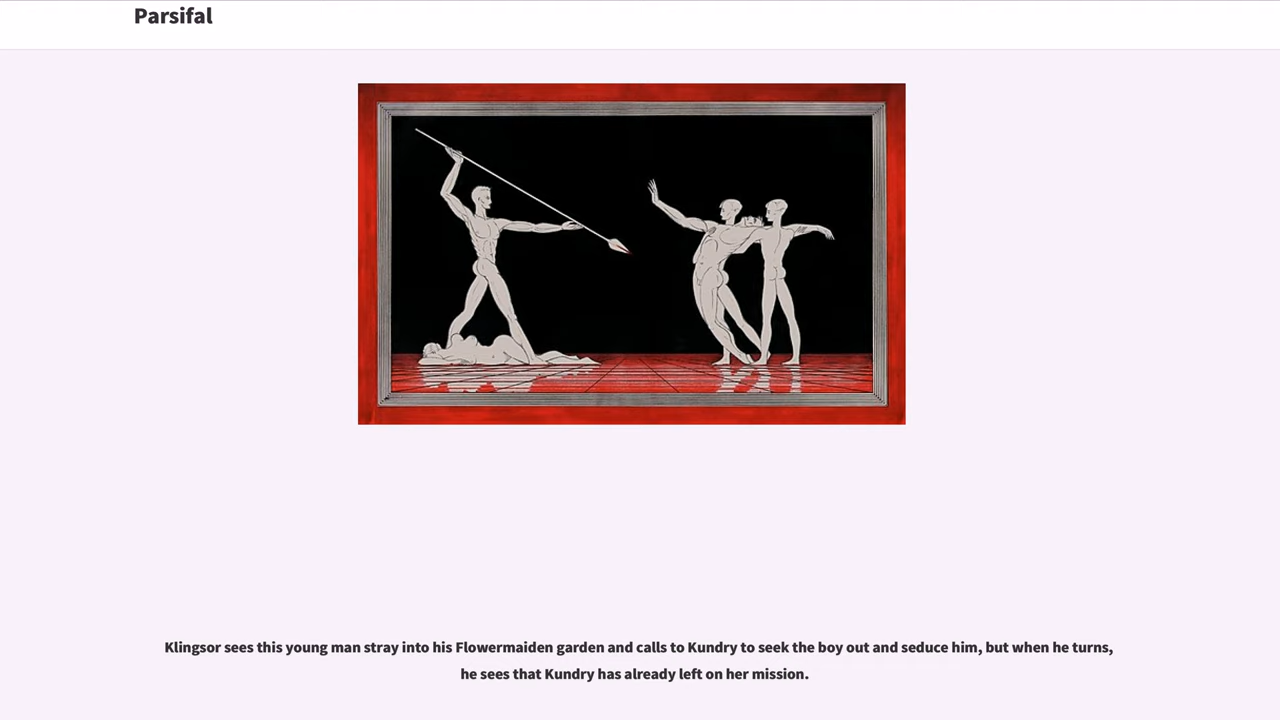 Parsifal
Klingsor sees this young man stray into his Flowermaiden garden and calls to Kundry to seek the boy out and seduce him, but when he turns,
he sees that Kundry has already left on her mission.